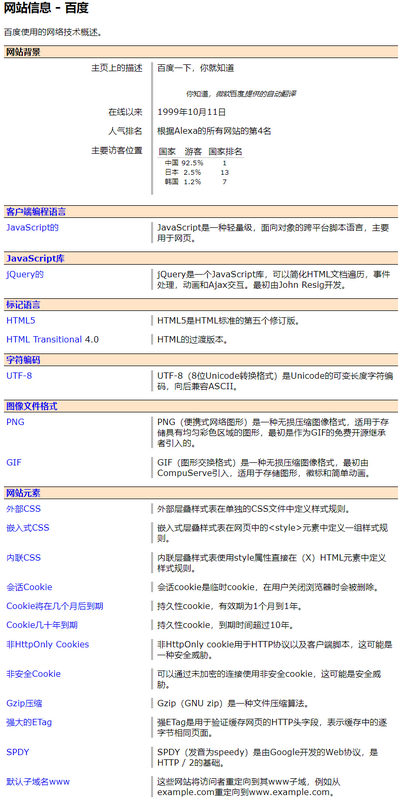 网站信息 - 百度
百度使用的网络技术概述。
网站背景
主页上的描述 百度一下，你就知道
你知道，微软百度提供的自动翻译
在线以来 1999年10月11日
人气排名 根据Alexa的所有网站的第4名
主要访客位置 国家 游客 国家排名
中国 92.5% 1
日本 2.5% 13
韩国 1.2% 7
客户端编程语言
JavaScript的 JavaScript是一种轻量级，面向对象的跨平台脚本语言，主要
用于网页。
JavaScript库
jQuery的 jQuery是一个JavaScript库，可以简化HTML文档遍历，事件
处理，动画和Ajax交互。最初由John Resig开发。
标记语言
HTML5 HTML5是HTML标准的第五个修订版。
HTML Transitional 4.0 HTML的过渡版本。
字符编码
UTF-8 UTF-8（8位Unicode转换格式）是Unicode的可变长度字符编
码，向后兼容ASCII。
图像文件格式
PNG PNG（便携式网络图形）是一种无损压缩图像格式，适用于存
储具有均匀彩色区域的图形，最初是作为GIF的免费开源继承
者引入的。
GIF GIF（图形交换格式）是一种无损压缩图像格式，最初由
CompuServe引入，适用于存储图形，徽标和简单动画。
网站元素
外部CSS 外部层叠样式表在单独的CSS文件中定义样式规则。
嵌入式CSS 嵌入式层叠样式表在网页中的<style>元素中定义一组样式规
则。
内联CSS 内联层叠样式表使用style属性直接在（X）HTML元素中定义
样式规则。
会话Cookie 会话cookie是临时cookie，在用户关闭浏览器时会被删除。
Cookie将在几个月后到期 持久性cookie，有效期为1个月到1年。
Cookie几十年到期 持久性cookie，到期时间超过10年。
非HttpOnly Cookies 非HttpOnly cookie用于HTTP协议以及客户端脚本，这可能是
一种安全威胁。
非安全Cookie 可以通过未加密的连接使用非安全cookie，这可能是安全威
胁。
Gzip压缩 Gzip（GNU zip）是一种文件压缩算法。
强大的ETag 强ETag是用于验证缓存网页的HTTP头字段，表示缓存中的逐
字节相同页面。
SPDY SPDY（发音为speedy）是由Google开发的Web协议，是
HTTP / 2的基础。
默认子域名www 这些网站将访问者重定向到其www子域，例如从
example.com重定向到www.example.com。